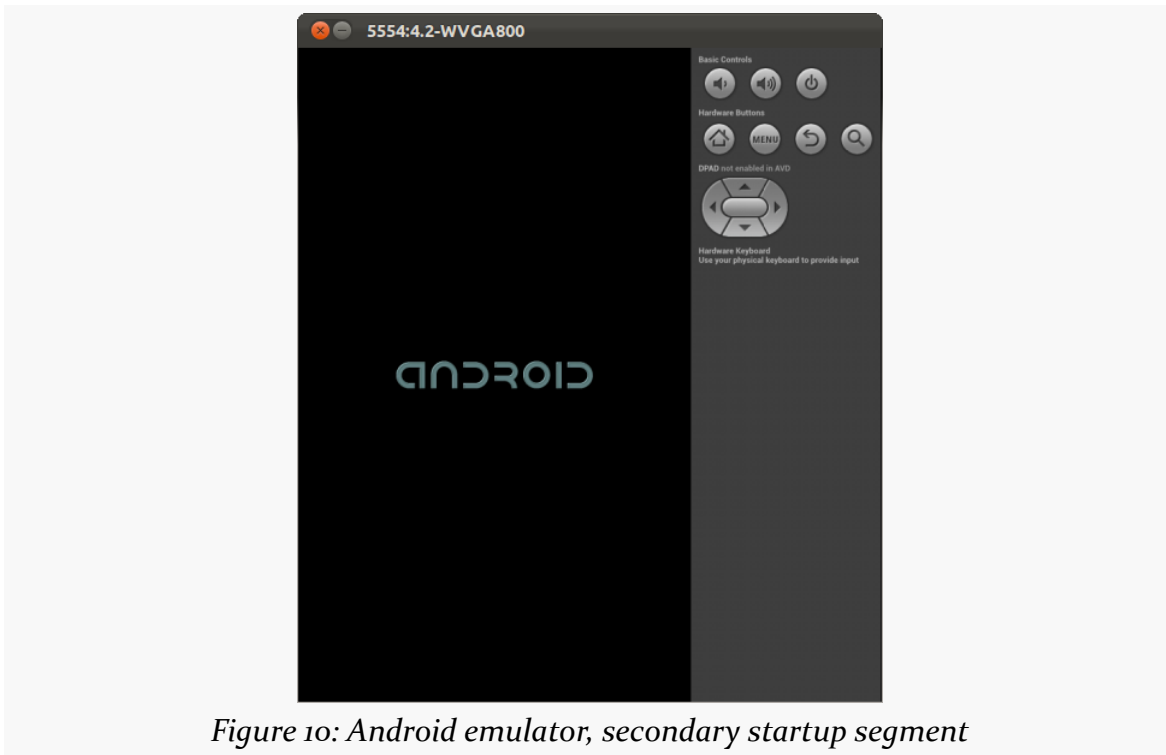 5554:4.2-WVGA800
Basic Controls
Hardware Buttons
MENU
DPAD not enabled in AVD
Hardware Keyboard
Use your physical keyboard to provide input
ANDROID
Figure 10: Android emulator, secondary startup segment